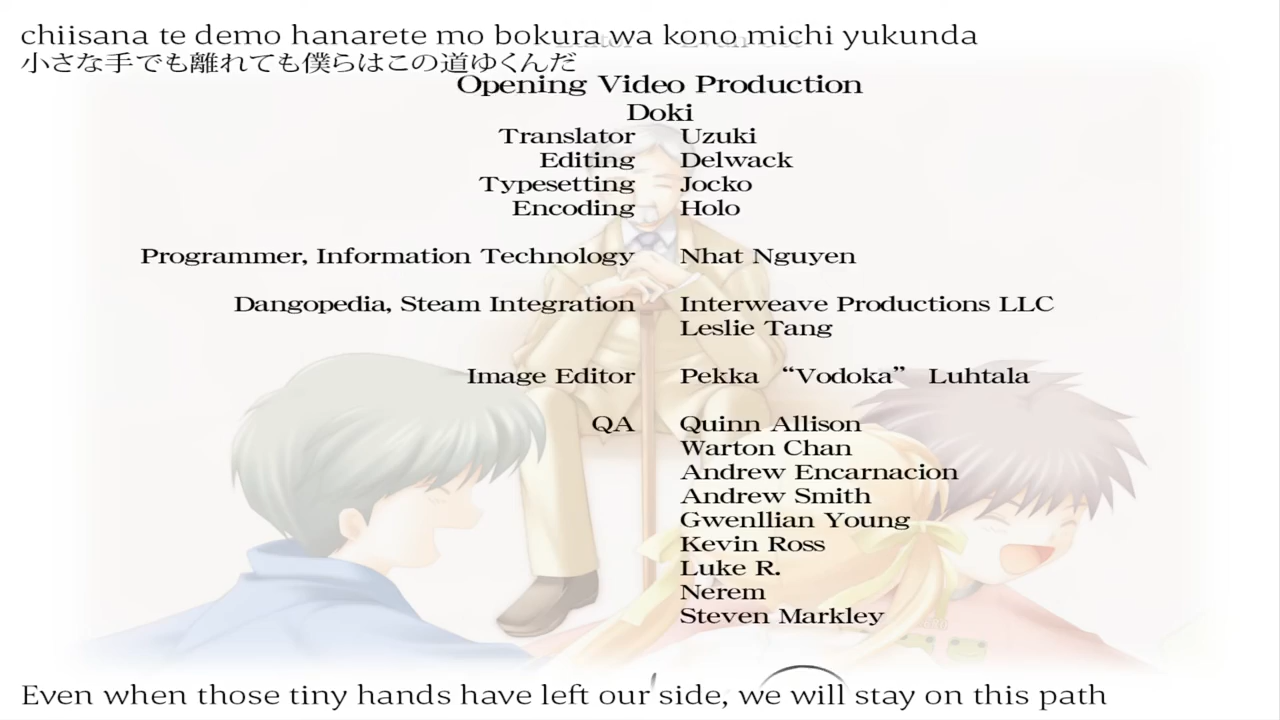 chiisana te demo hanarete mo bokura wa kono michi yukunda
小さな手でも離れても僕らはこの道ゆくんだ
Opening Video Production
Doki
Translator Uzuki
Editing Delwack
Typesetting Jocko
Encoding Holo
Programmer, Information Technology Nhat Nguyen
Dangopedia, Steam Integration Interweave Productions LLC
Leslie Tang
Image Editor Pekka “Vodoka” Luhtala
QA Quinn Allison
Warton Chan
Andrew Encarnacion
Andrew Smith
Gwenllian Young
Kevin Ross
Luke R.
Nerem
Steven Markley
Even when those tiny hands have left our side, we will stay on this path